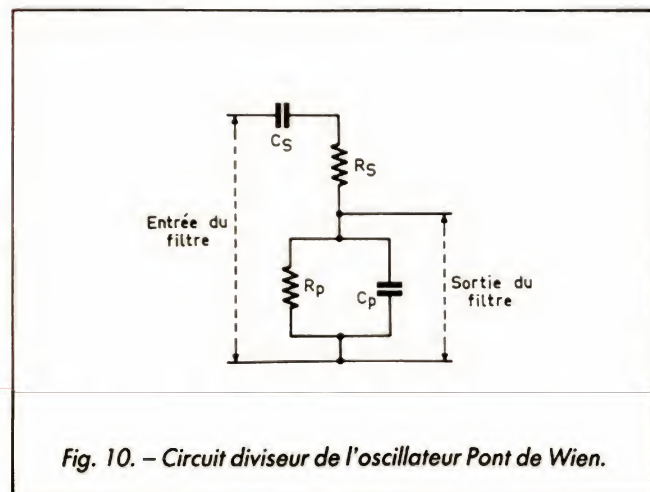 Cs
Rs
Entrée du
filtre
Rp
Cp
Sortie du
filtre
Fig. 10. – Circuit diviseur de l'oscillateur Pont de Wien.